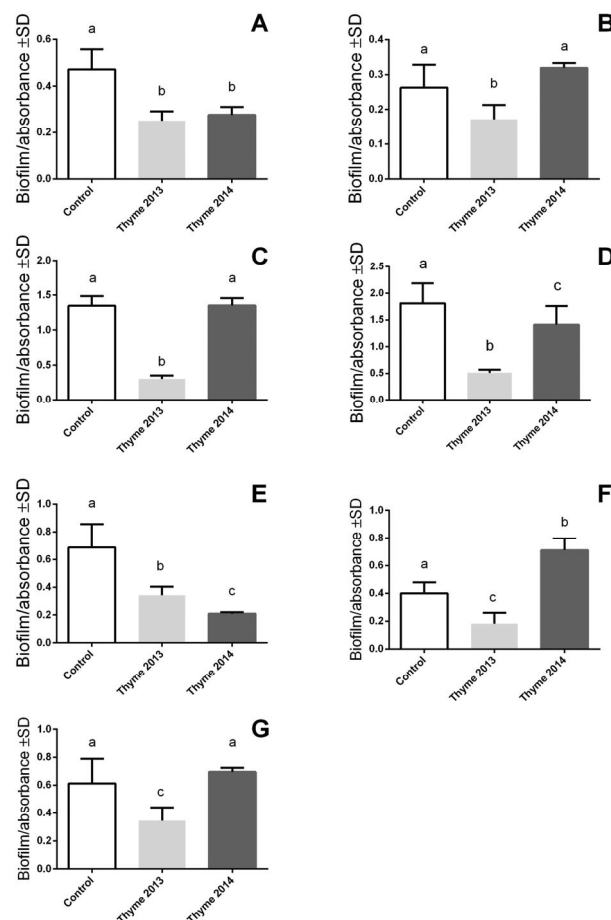 A
Biofilm/absorbance ±SD
0.6
0.4
0.2
0.0
a
b
b
Control
Thyme 2013
Thyme 2014
B
Biofilm/absorbance ±SD
0.4
0.3
0.2
0.1
0.0
a
b
a
Control
Thyme 2013
Thyme 2014
C
Biofilm/absorbance ±SD
2.0
1.5
1.0
0.5
0.0
a
b
a
Control
Thyme 2013
Thyme 2014
D
Biofilm/absorbance ±SD
2.5
2.0
1.5
1.0
0.5
0.0
a
b
c
Control
Thyme 2013
Thyme 2014
E
Biofilm/absorbance ±SD
1.0
0.8
0.6
0.4
0.2
0.0
a
b
c
Control
Thyme 2013
Thyme 2014
F
Biofilm/absorbance ±SD
1.0
0.8
0.6
0.4
0.2
0.0
a
c
b
Control
Thyme 2013
Thyme 2014
G
Biofilm/absorbance ±SD
1.0
0.8
0.6
0.4
0.2
0.0
a
c
a
Control
Thyme 2013
Thyme 2014